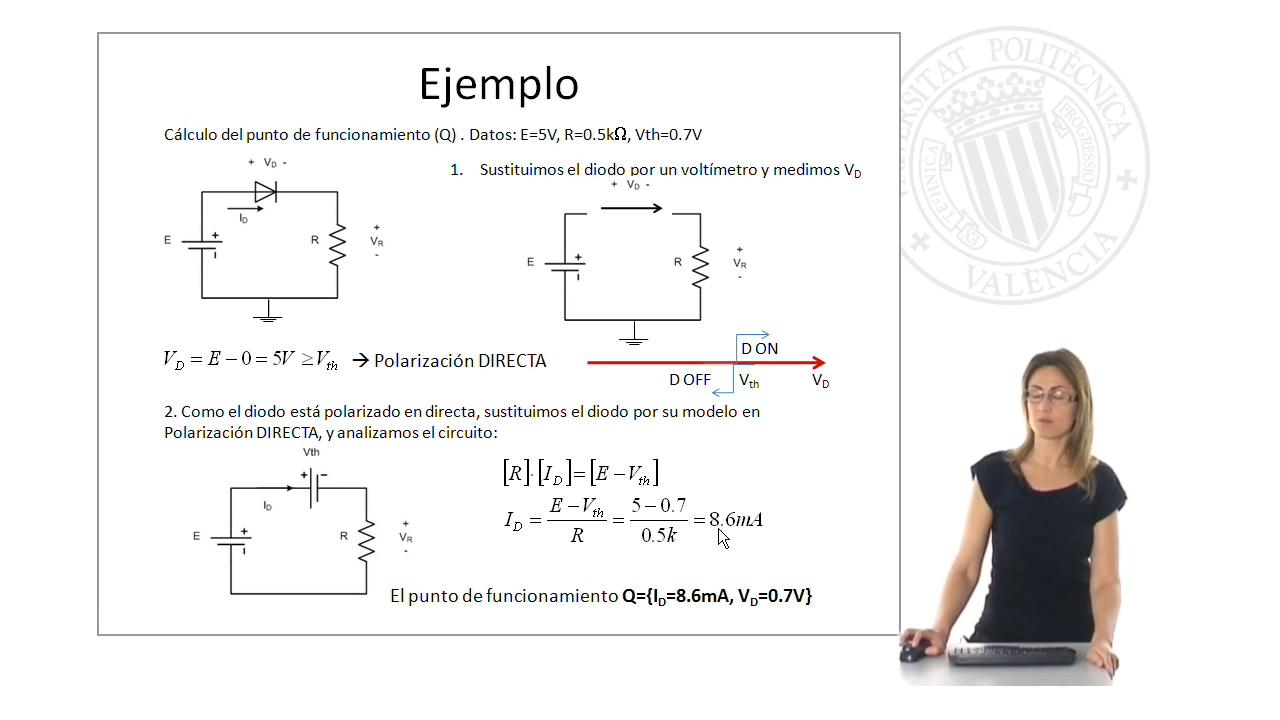 Ejemplo
Cálculo del punto de funcionamiento (Q) . Datos: E=5V, R=0.5kΩ, Vth=0.7V
+ VD -
ID
E
+
-
R
+
VR
-
1. Sustituimos el diodo por un voltímetro y medimos VD
+ VD -
E
+
-
R
+
VR
-
VD = E − 0 = 5V ≥ Vth → Polarización DIRECTA
D ON
D OFF
Vth
VD
2. Como el diodo está polarizado en directa, sustituimos el diodo por su modelo en
Polarización DIRECTA, y analizamos el circuito:
Vth
+ -
ID
E
+
-
R
+
VR
-
[R]·[ID]=[E−Vth]
ID = (E−Vth)/R = (5−0.7)/0.5k = 8.6mA
El punto de funcionamiento Q={ID=8.6mA, VD=0.7V}
UNIVERSITAT POLITÈCNICA
DE VALÈNCIA